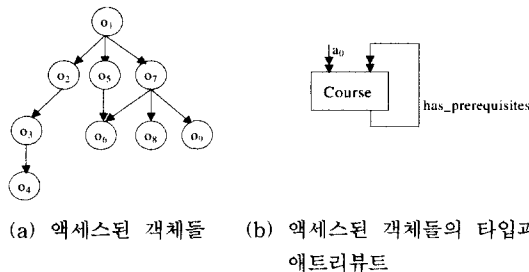 o₁
o₂ o₅ o₇
o₃ o₆ o₈ o₉
o₄
a₀
Course
has_prerequisites
(a) 액세스된 객체들
(b) 액세스된 객체들의 타입과
애트리뷰트